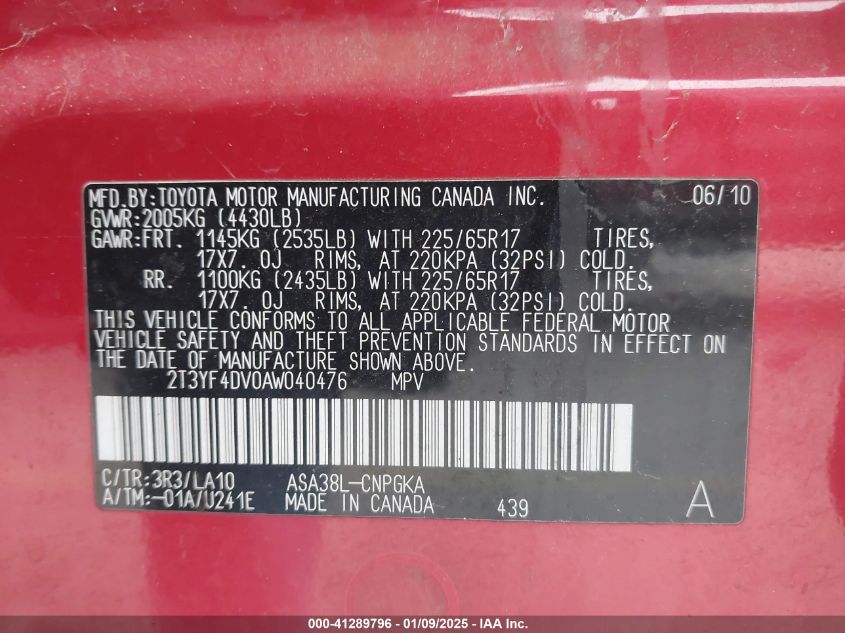 MFD.BY:TOYOTA MOTOR MANUFACTURING CANADA INC. 06/10
GVWR:2005KG (4430LB)
GAWR:FRT. 1145KG (2535LB) WITH 225/65R17 TIRES,
17X7.0J RIMS, AT 220KPA (32PSI) COLD.
RR. 1100KG (2435LB) WITH 225/65R17 TIRES,
17X7.0J RIMS, AT 220KPA (32PSI) COLD.
THIS VEHICLE CONFORMS TO ALL APPLICABLE FEDERAL MOTOR
VEHICLE SAFETY AND THEFT PREVENTION STANDARDS IN EFFECT ON
THE DATE OF MANUFACTURE SHOWN ABOVE.
2T3YF4DV0AW040476 MPV
C/TR:3R3/LA10 ASA38L-CNPGKA
A/TM:-01A/U241E MADE IN CANADA 439 A
000-41289796 - 01/09/2025 - IAA Inc.